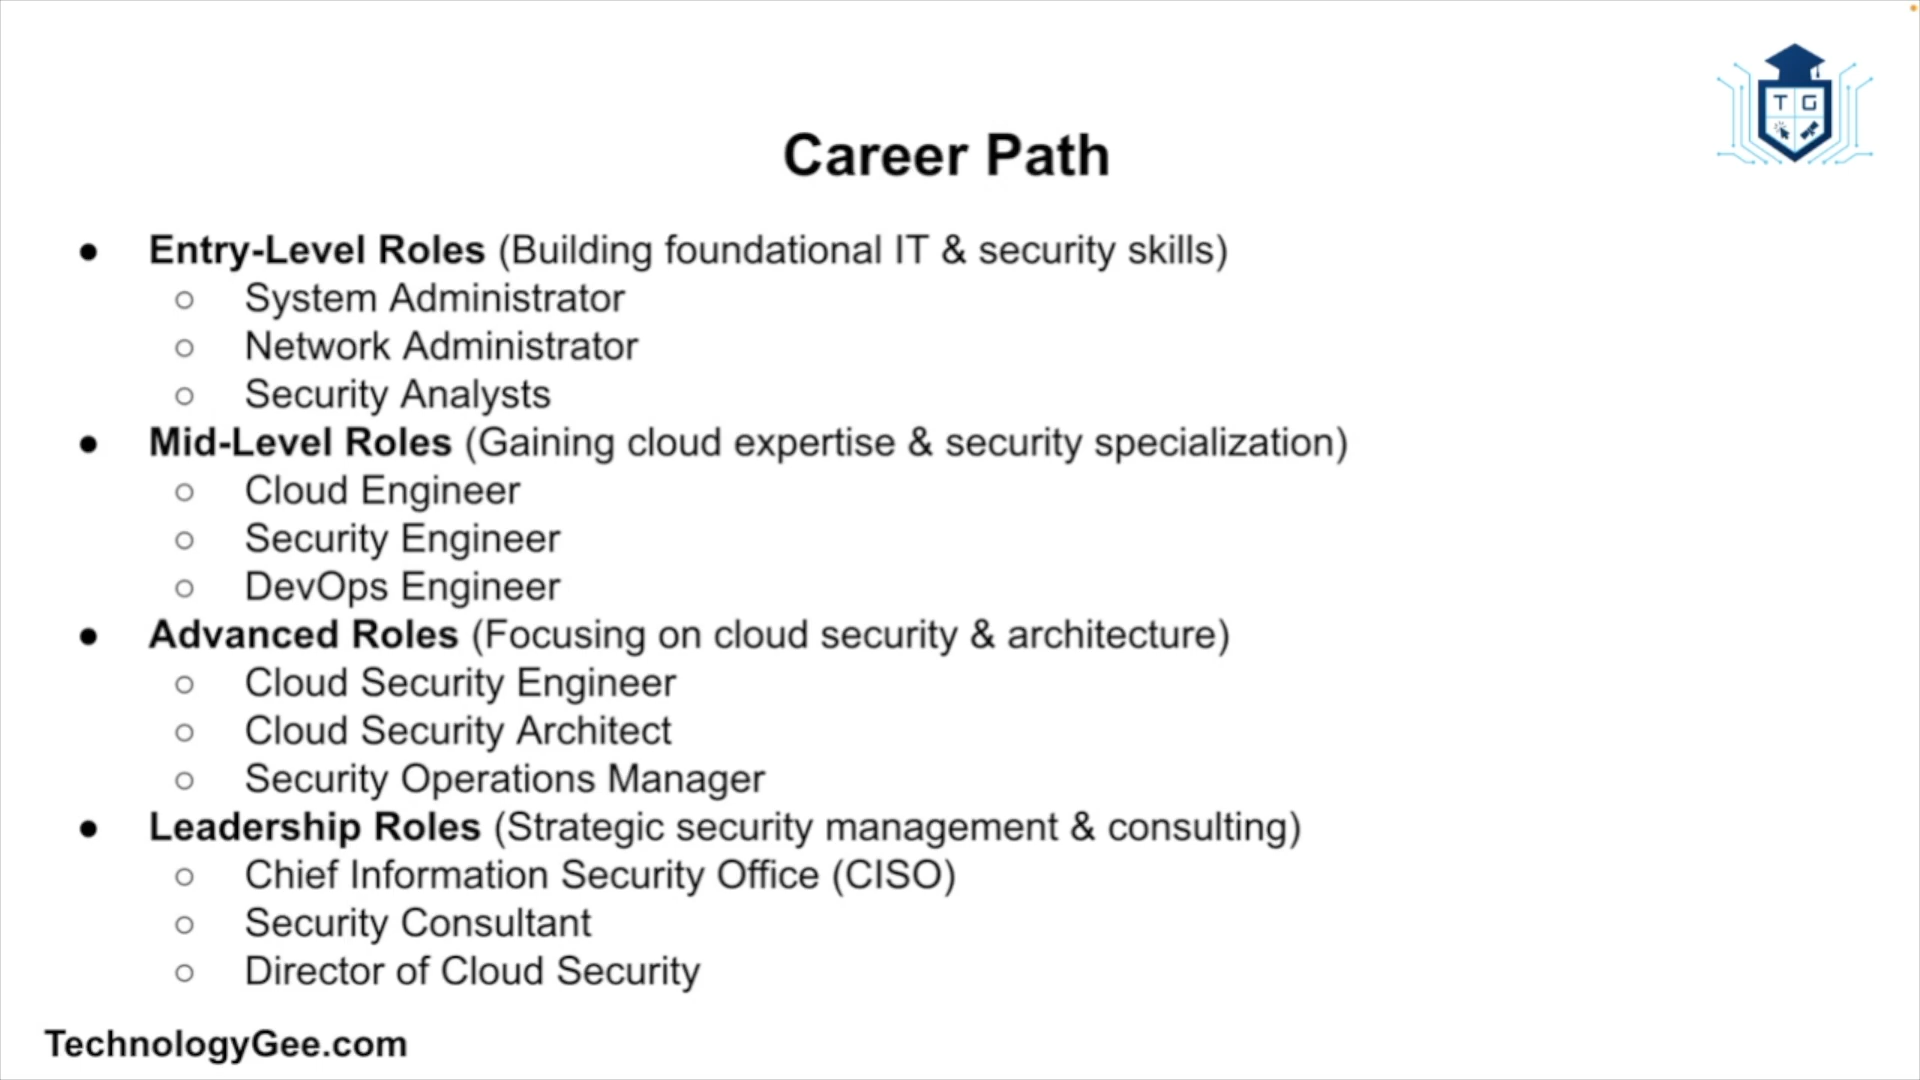 T G
Career Path
● Entry-Level Roles (Building foundational IT & security skills)
○ System Administrator
○ Network Administrator
○ Security Analysts
● Mid-Level Roles (Gaining cloud expertise & security specialization)
○ Cloud Engineer
○ Security Engineer
○ DevOps Engineer
● Advanced Roles (Focusing on cloud security & architecture)
○ Cloud Security Engineer
○ Cloud Security Architect
○ Security Operations Manager
● Leadership Roles (Strategic security management & consulting)
○ Chief Information Security Office (CISO)
○ Security Consultant
○ Director of Cloud Security
TechnologyGee.com